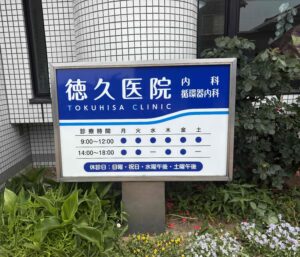 徳久医院 内科
循環器内科
TOKUHISA CLINIC
診療時間 月 火 水 木 金 土
9:00~12:00 ● ● ● ● ● ●
14:00~18:00 ● ● — ● ● —
休診日：日曜・祝日・水曜午後・土曜午後